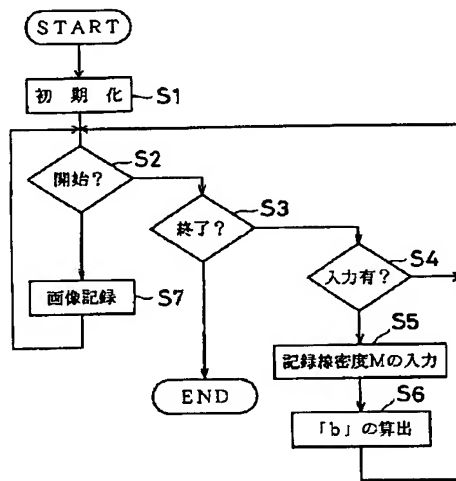 START
初期化 S1
開始? S2
終了? S3
入力有? S4
画像記録 S7
記録線密度Mの入力 S5
END
「b」の算出 S6